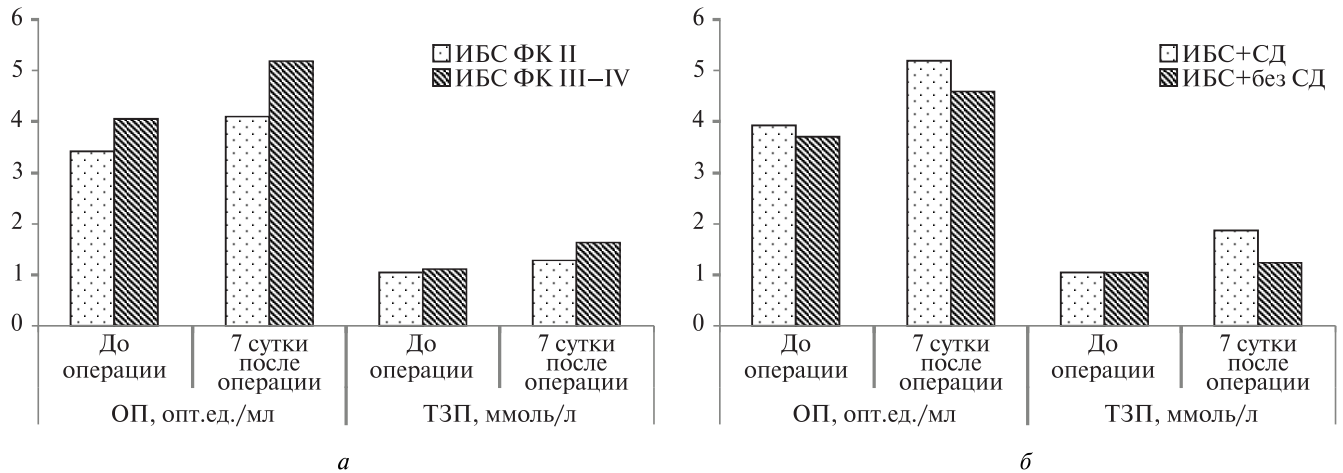 6
5
4
3
2
1
0
ИБС ФК II
ИБС ФК III–IV
До
операции
7 сутки
после
операции
До
операции
7 сутки
после
операции
ОП, опт.ед./мл
ТЗП, ммоль/л
а
6
5
4
3
2
1
0
ИБС+СД
ИБС+без СД
До
операции
7 сутки
после
операции
До
операции
7 сутки
после
операции
ОП, опт.ед./мл
ТЗП, ммоль/л
б